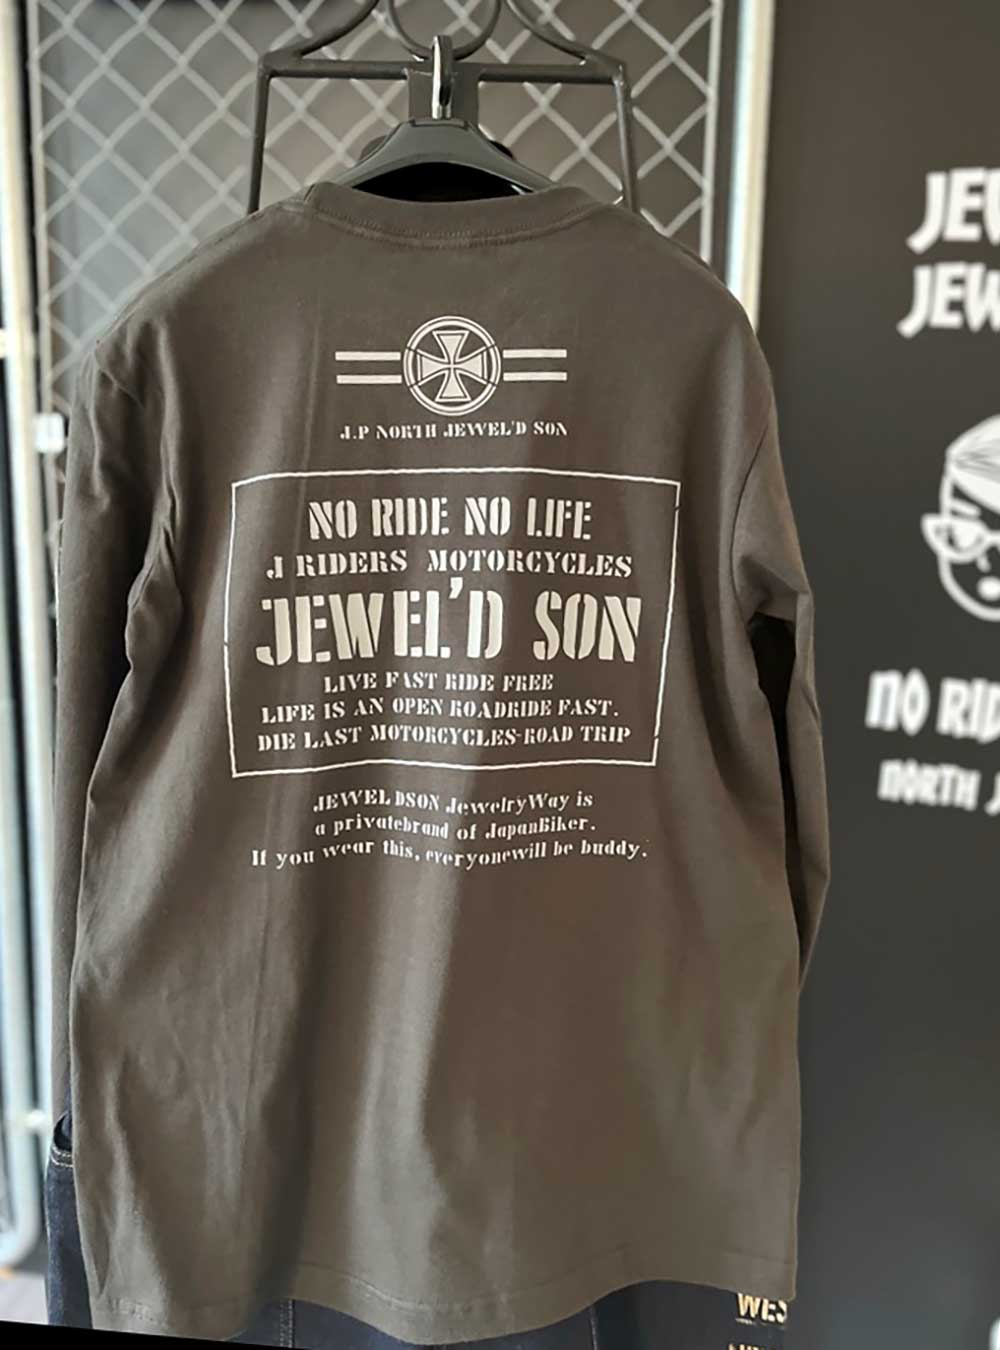 J.P NORTH JEWEL'D SON
NO RIDE NO LIFE
J RIDERS MOTORCYCLES
JEWEL'D SON
LIVE FAST RIDE FREE
LIFE IS AN OPEN ROADRIDE FAST.
DIE LAST MOTORCYCLES-ROAD TRIP
JEWEL DSON JewelryWay is
a privatebrand of JapanBiker.
If you wear this, everyonewill be buddy.
NO
NORTH